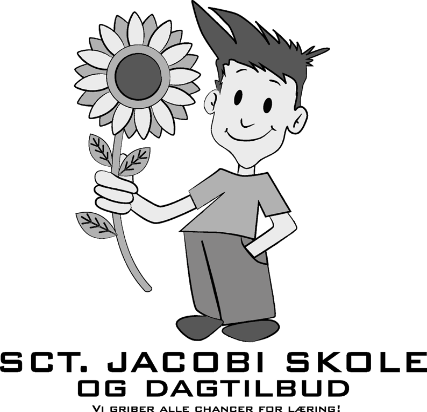 SCT. JACOBI SKOLE
OG DAGTILBUD
VI GRIBER ALLE CHANCER FOR LÆRING!